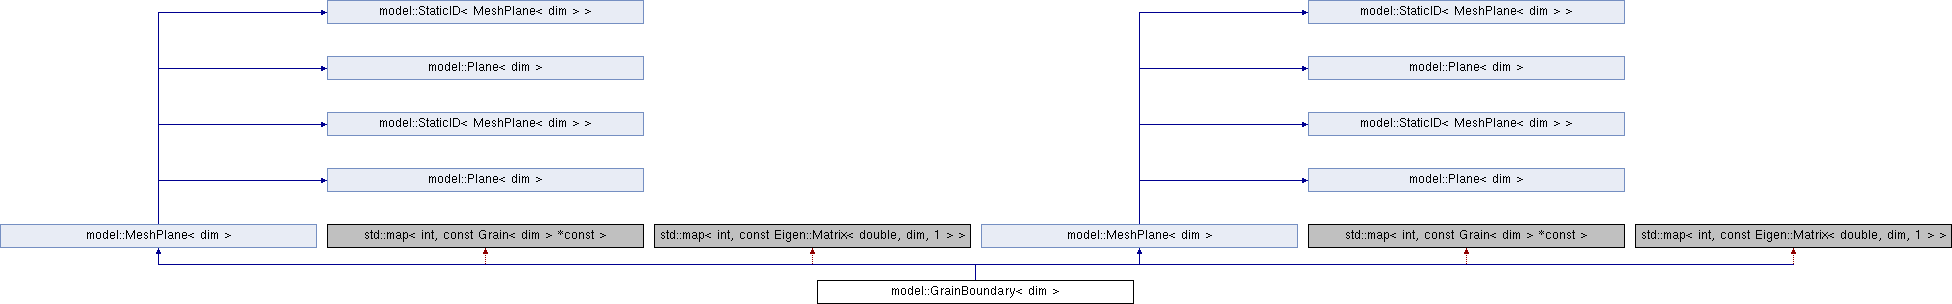 model::StaticID< MeshPlane< dim > > model::StaticID< MeshPlane< dim > >
model::Plane< dim > model::Plane< dim >
model::StaticID< MeshPlane< dim > > model::StaticID< MeshPlane< dim > >
model::Plane< dim > model::Plane< dim >
model::MeshPlane< dim > std::map< int, const Grain< dim > *const > std::map< int, const Eigen::Matrix< double, dim, 1 > > model::MeshPlane< dim > std::map< int, const Grain< dim > *const > std::map< int, const Eigen::Matrix< double, dim, 1 > >
model::GrainBoundary< dim >